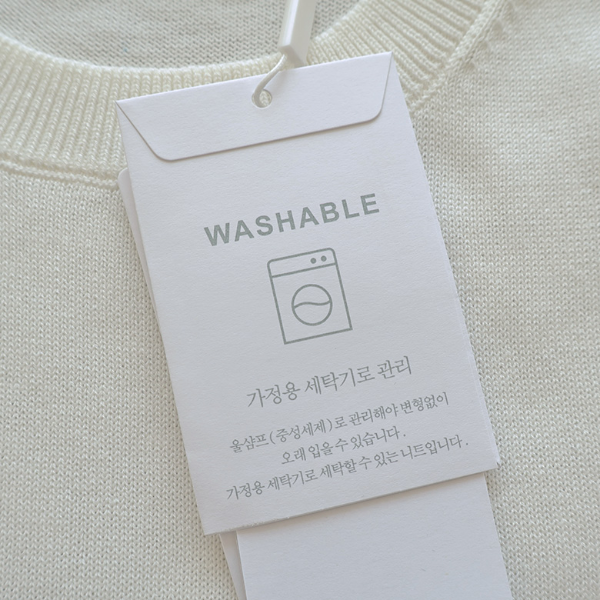 WASHABLE
가정용 세탁기로 관리
울샴푸(중성세제)로 관리해야 변형없이
오래 입을 수 있습니다.
가정용 세탁기로 세탁할 수 있는 니트입니다.